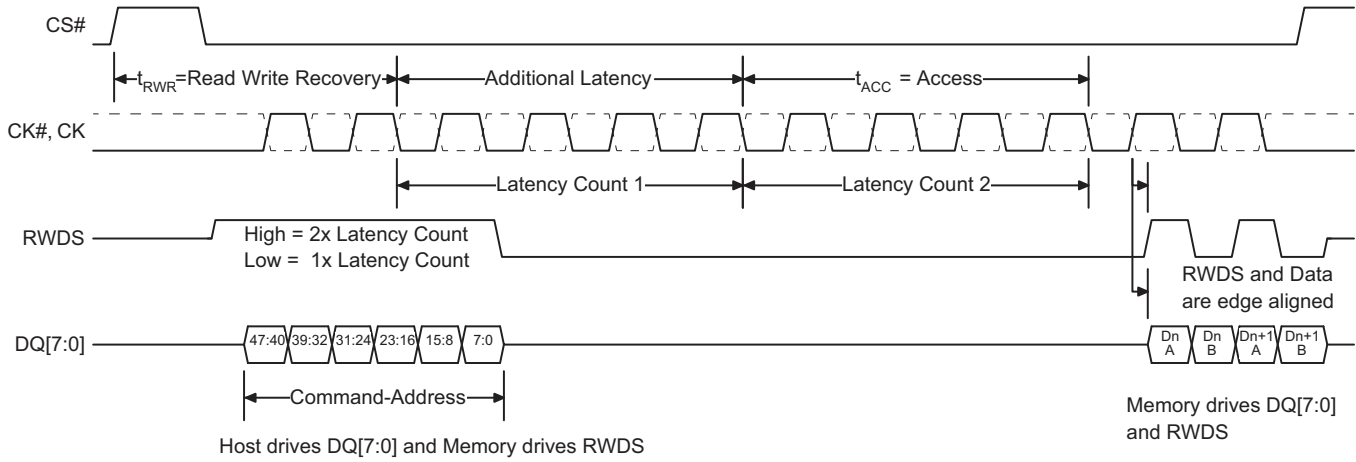 CS#
tRWR=Read Write Recovery
Additional Latency
tACC = Access
CK#, CK
Latency Count 1
Latency Count 2
RWDS
High = 2x Latency Count
Low = 1x Latency Count
RWDS and Data
are edge aligned
DQ[7:0]
47:40 39:32 31:24 23:16 15:8 7:0
Dn A
Dn B
Dn+1 A
Dn+1 B
Command-Address
Memory drives DQ[7:0]
and RWDS
Host drives DQ[7:0] and Memory drives RWDS